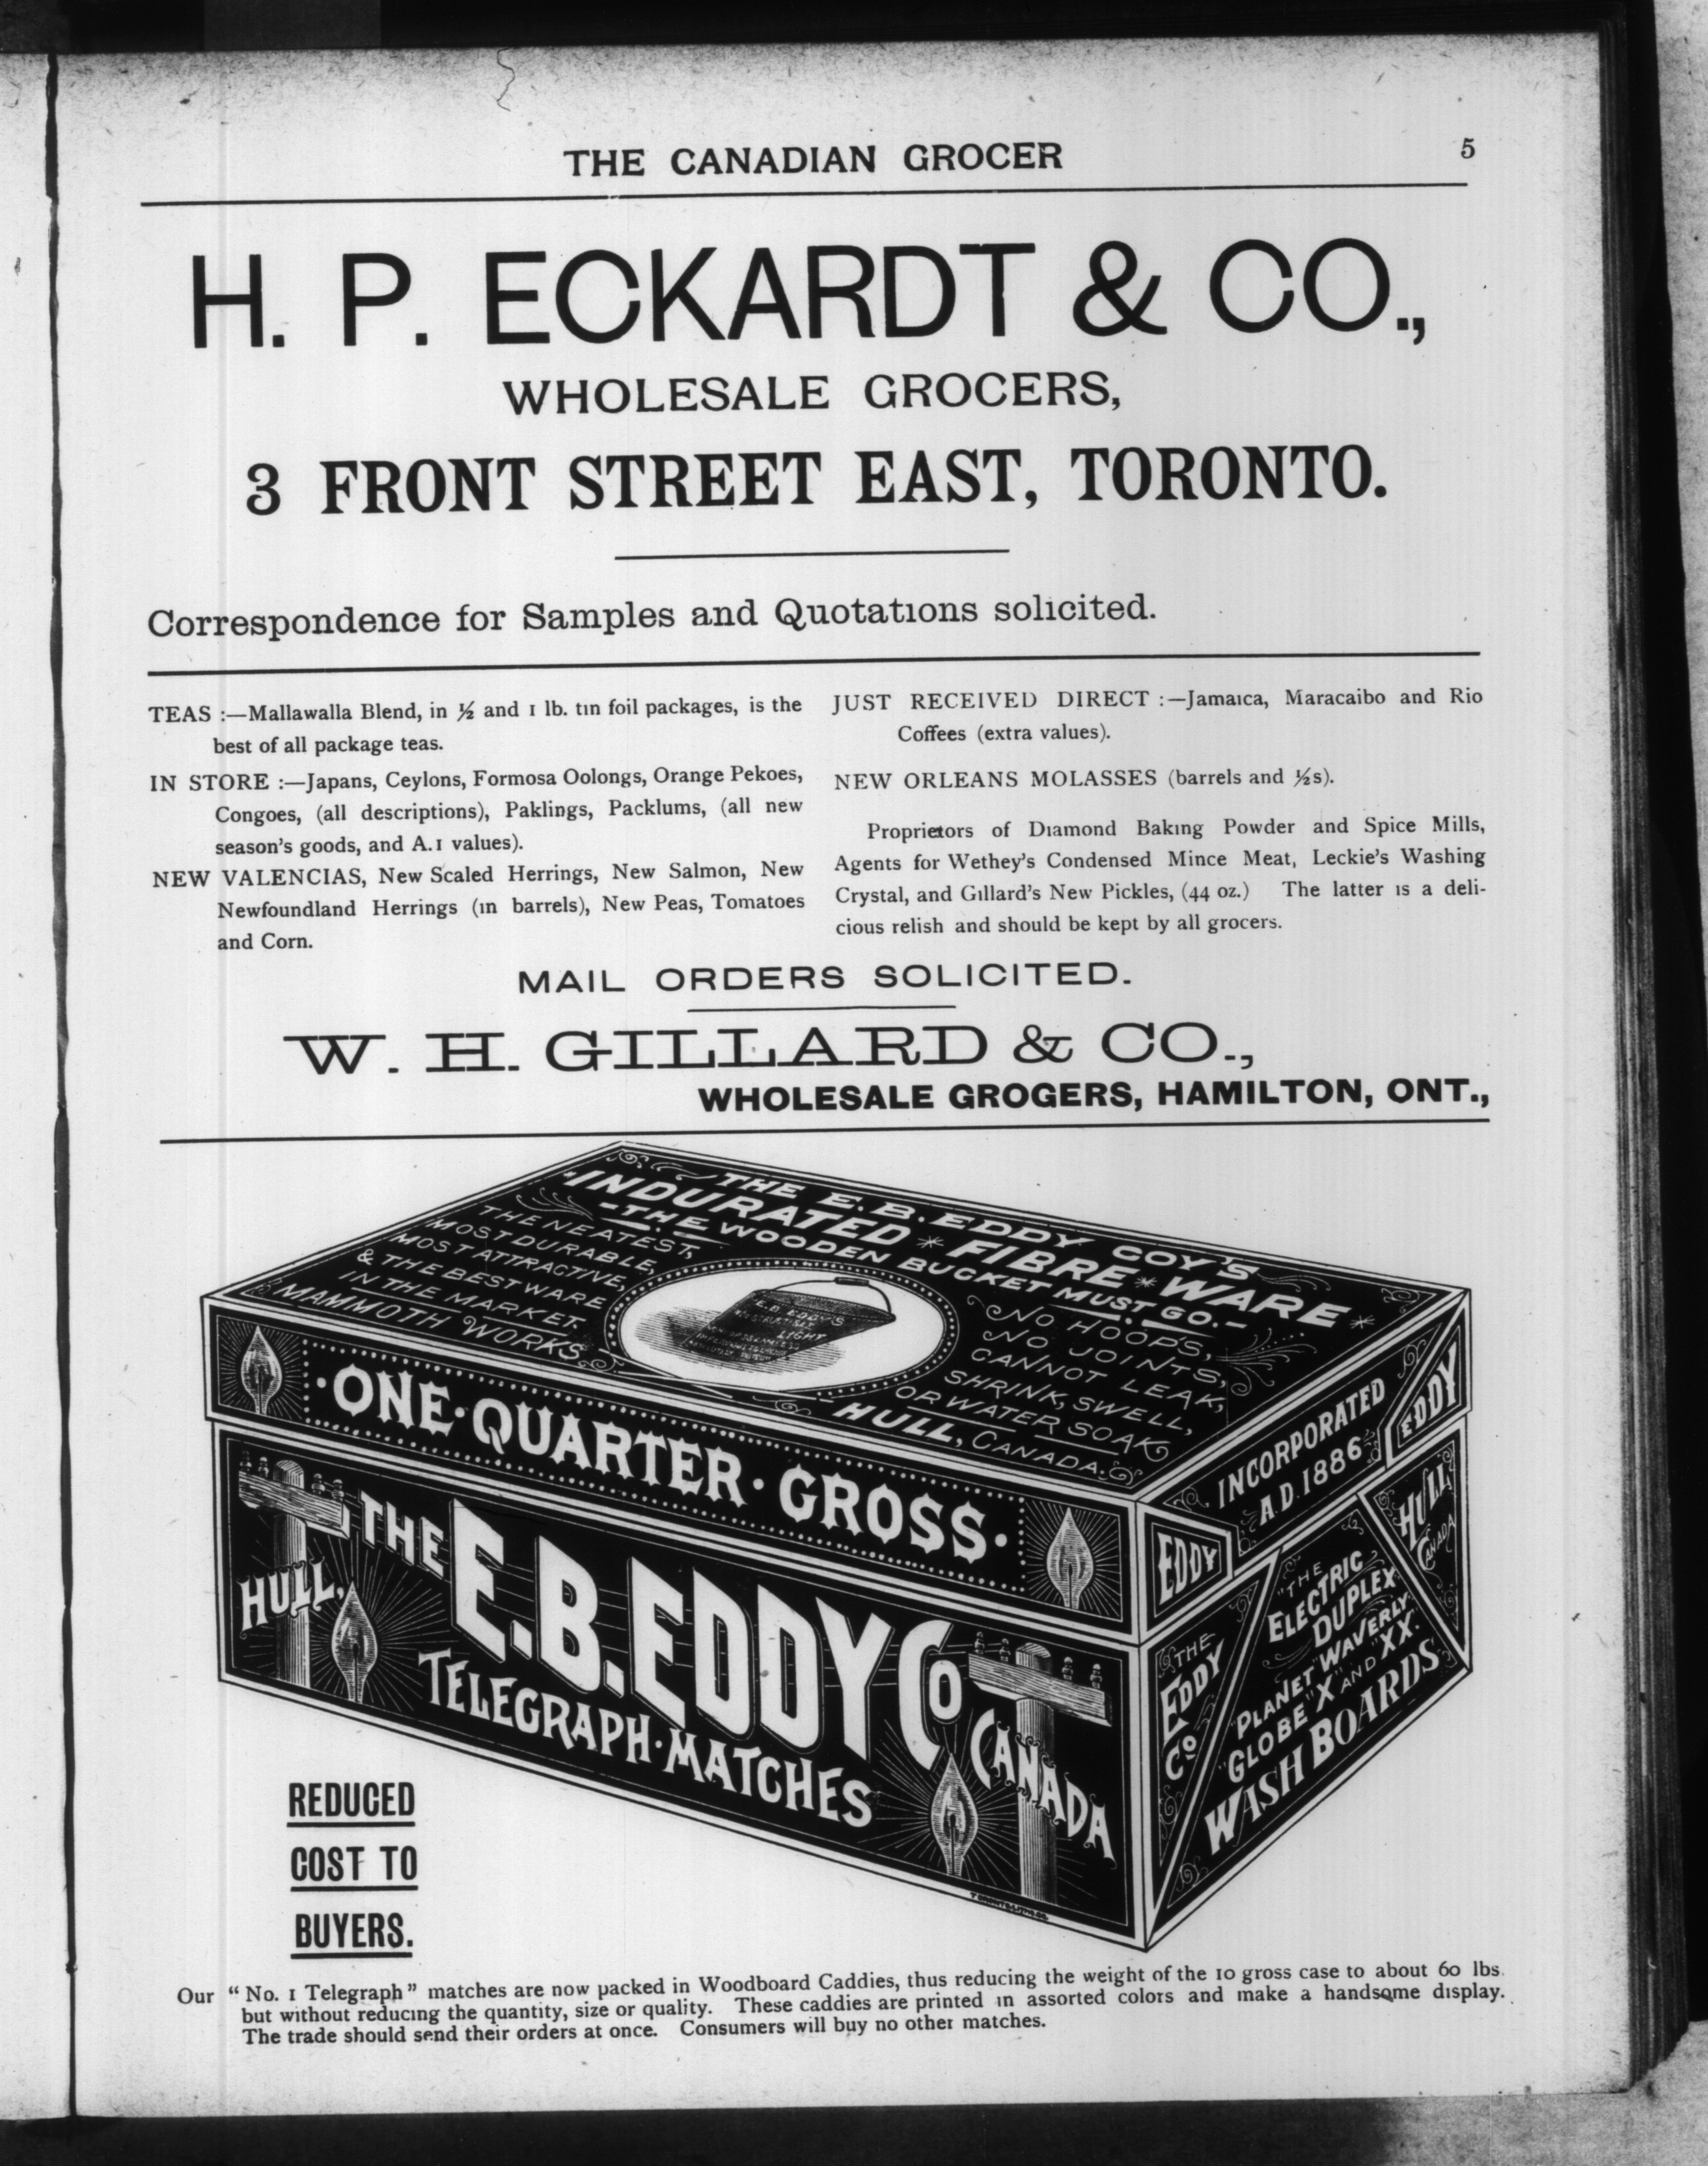 THE CANADIAN GROCER
5
H. P. ECKARDT & CO.,
WHOLESALE GROCERS,
3 FRONT STREET EAST, TORONTO.
Correspondence for Samples and Quotations solicited.
TEAS :—Mallawalla Blend, in ½ and 1 lb. tin foil packages, is the
best of all package teas.
IN STORE :—Japans, Ceylons, Formosa Oolongs, Orange Pekoes,
Congoes, (all descriptions), Paklings, Packlums, (all new
season's goods, and A.1 values).
NEW VALENCIAS, New Scaled Herrings, New Salmon, New
Newfoundland Herrings (in barrels), New Peas, Tomatoes
and Corn.
JUST RECEIVED DIRECT :—Jamaica, Maracaibo and Rio
Coffees (extra values).
NEW ORLEANS MOLASSES (barrels and ½s).
Proprietors of Diamond Baking Powder and Spice Mills,
Agents for Wethey's Condensed Mince Meat, Leckie's Washing
Crystal, and Gillard's New Pickles, (44 oz.) The latter is a deli-
cious relish and should be kept by all grocers.
MAIL ORDERS SOLICITED.
W. H. GILLARD & CO.,
WHOLESALE GROGERS, HAMILTON, ONT.,
THE E.B. EDDY COY'S
INDURATED * FIBRE * WARE *
-THE WOODEN BUCKET MUST GO.-
THE NEATEST,
MOST DURABLE,
MOST ATTRACTIVE,
& THE BEST WARE
IN THE MARKET.
MAMMOTH WORKS
E.B. EDDY'S
LIGHT
NO HOOPS,
NO JOINTS,
CANNOT LEAK,
SHRINK, SWELL,
OR WATER SOAK
HULL, CANADA.
·ONE·QUARTER·GROSS·
HULL,
THE
E.B. EDDY Co
TELEGRAPH·MATCHES
CANADA
INCORPORATED
A.D. 1886
EDDY
EDDY
THE
EDDY
Co
"THE
ELECTRIC
DUPLEX
"PLANET" WAVERLY
"GLOBE" "X" AND "XX"
WASH BOARDS
HULL
CANADA
REDUCED
COST TO
BUYERS.
Our "No. 1 Telegraph" matches are now packed in Woodboard Caddies, thus reducing the weight of the 10 gross case to about 60 lbs.
but without reducing the quantity, size or quality. These caddies are printed in assorted colors and make a handsome display.
The trade should send their orders at once. Consumers will buy no other matches.